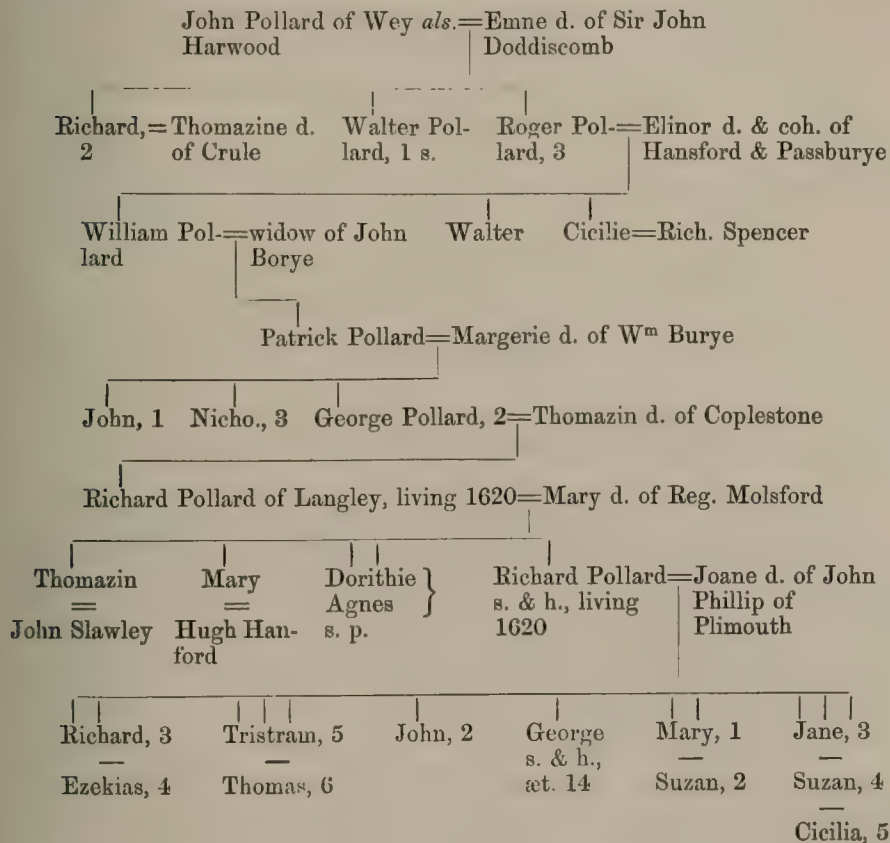 John Pollard of Wey als.=Emne d. of Sir John
Harwood Doddiscomb
Richard,=Thomazine d. Walter Pol- Roger Pol-=Elinor d. & coh. of
2 of Crule lard, 1 s. lard, 3 Hansford & Passburye
William Pol-=widow of John Walter Cicilie=Rich. Spencer
lard Borye
Patrick Pollard=Margerie d. of Wᵐ Burye
John, 1 Nicho., 3 George Pollard, 2=Thomazin d. of Coplestone
Richard Pollard of Langley, living 1620=Mary d. of Reg. Molsford
Thomazin Mary Dorithie } Richard Pollard=Joane d. of John
= = Agnes s. & h., living Phillip of
John Slawley Hugh Han- s. p. 1620 Plimouth
ford
Richard, 3 Tristram, 5 John, 2 George Mary, 1 Jane, 3
— — s. & h., — —
Ezekias, 4 Thomas, 6 æt. 14 Suzan, 2 Suzan, 4
—
Cicilia, 5